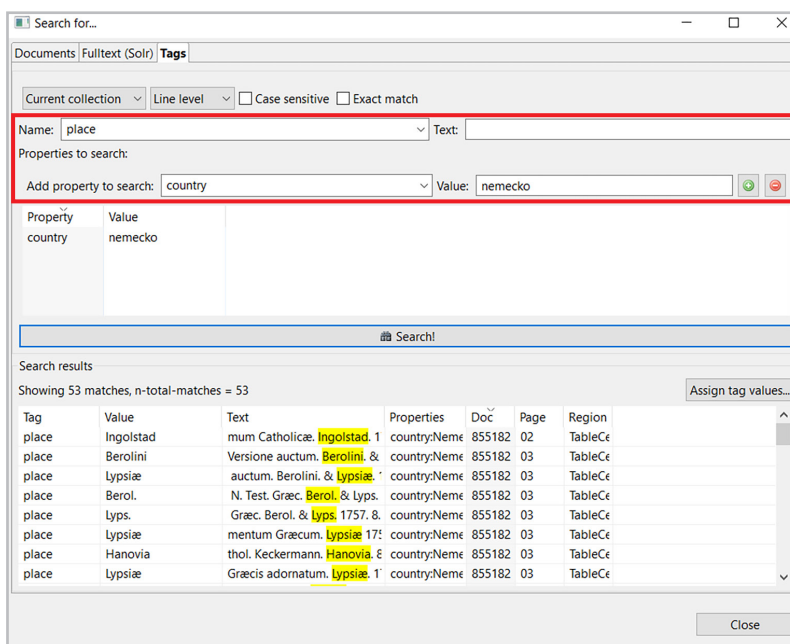 Search for...
Documents Fulltext (Solr) Tags
Current collection Line level Case sensitive Exact match
Name: place Text:
Properties to search:
Add property to search: country Value: nemecko
Property Value
country nemecko
Search!
Search results
Showing 53 matches, n-total-matches = 53
Assign tag values...
Tag Value Text Properties Doc Page Region
place Ingolstad mum Catholicæ. Ingolstad. 1 country:Neme 855182 02 TableCe
place Berolini Versione auctum. Berolini. & country:Neme 855182 03 TableCe
place Lypsiæ auctum. Berolini. & Lypsiæ. country:Neme 855182 03 TableCe
place Berol. N. Test. Græc. Berol. & Lyps. country:Neme 855182 03 TableCe
place Lyps. Græc. Berol. & Lyps. 1757. 8. country:Neme 855182 03 TableCe
place Lypsiæ mentum Græcum. Lypsiæ 175 country:Neme 855182 03 TableCe
place Hanovia thol. Keckermann. Hanovia. 8 country:Neme 855182 03 TableCe
place Lypsiæ Græcis adornatum. Lypsiæ. 1 country:Neme 855182 03 TableCe
Close